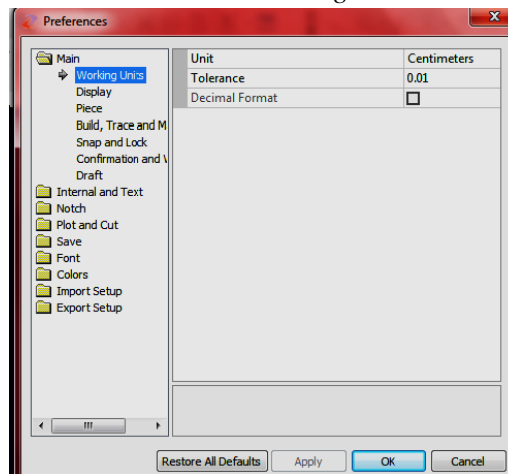 Preferences
Main
Working Units
Display
Piece
Build, Trace and M
Snap and Lock
Confirmation and
Draft
Internal and Text
Notch
Plot and Cut
Save
Font
Colors
Import Setup
Export Setup
Unit Centimeters
Tolerance 0.01
Decimal Format
Restore All Defaults Apply OK Cancel